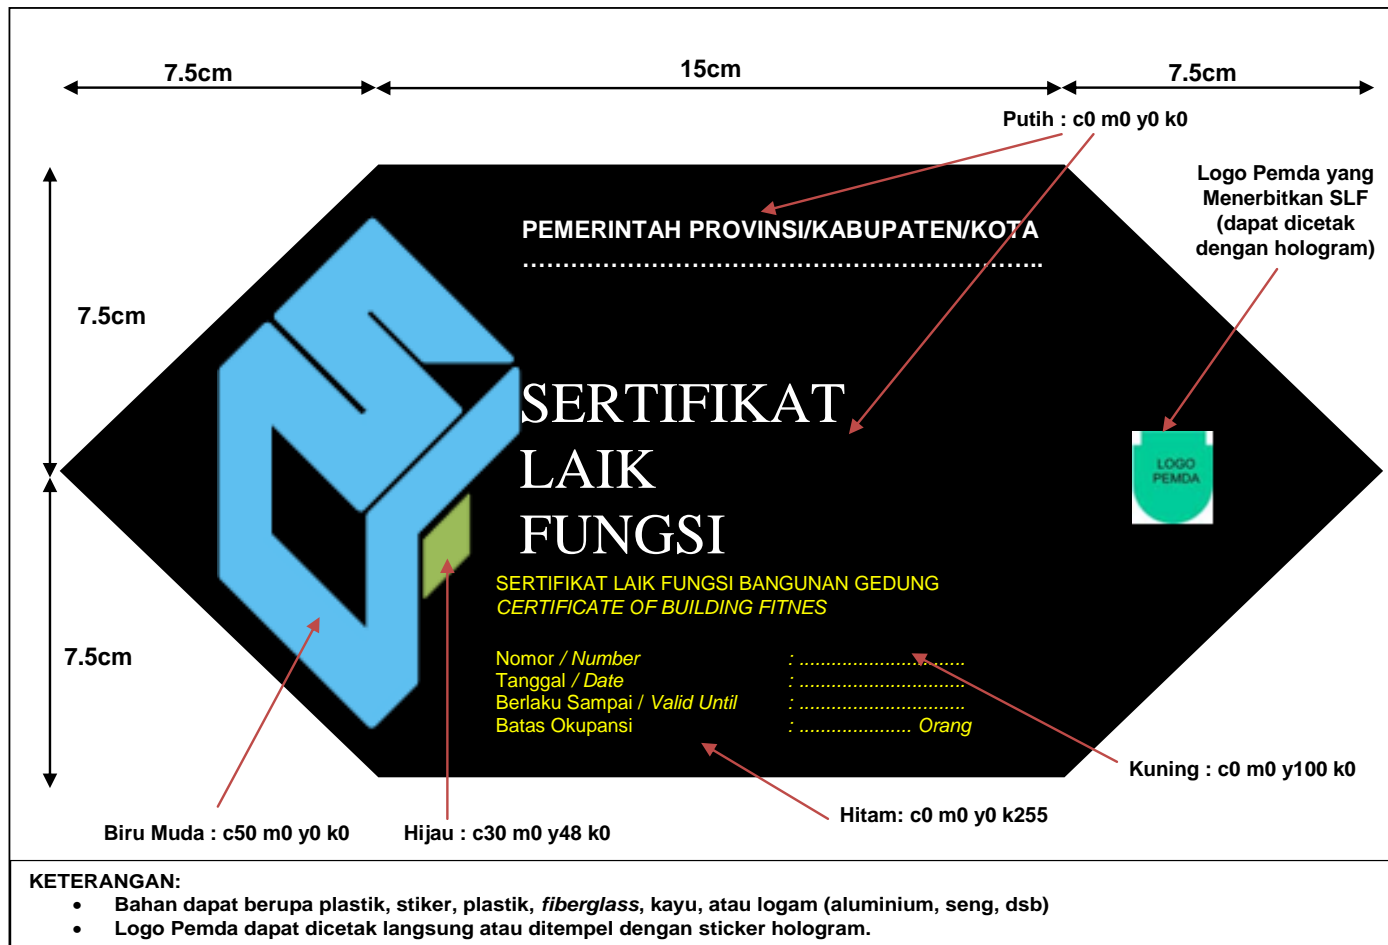 7.5cm
15cm
7.5cm
Putih : c0 m0 y0 k0
Logo Pemda yang
Menerbitkan SLF
(dapat dicetak
dengan hologram)
PEMERINTAH PROVINSI/KABUPATEN/KOTA
……………………………………………………………..
7.5cm
SERTIFIKAT
LAIK
FUNGSI
LOGO
PEMDA
SERTIFIKAT LAIK FUNGSI BANGUNAN GEDUNG
CERTIFICATE OF BUILDING FITNES
7.5cm
Nomor / Number : ...............................
Tanggal / Date : ...............................
Berlaku Sampai / Valid Until : ...............................
Batas Okupansi : ..................... Orang
Kuning : c0 m0 y100 k0
Hitam: c0 m0 y0 k255
Biru Muda : c50 m0 y0 k0
Hijau : c30 m0 y48 k0
KETERANGAN:
• Bahan dapat berupa plastik, stiker, plastik, fiberglass, kayu, atau logam (aluminium, seng, dsb)
• Logo Pemda dapat dicetak langsung atau ditempel dengan sticker hologram.